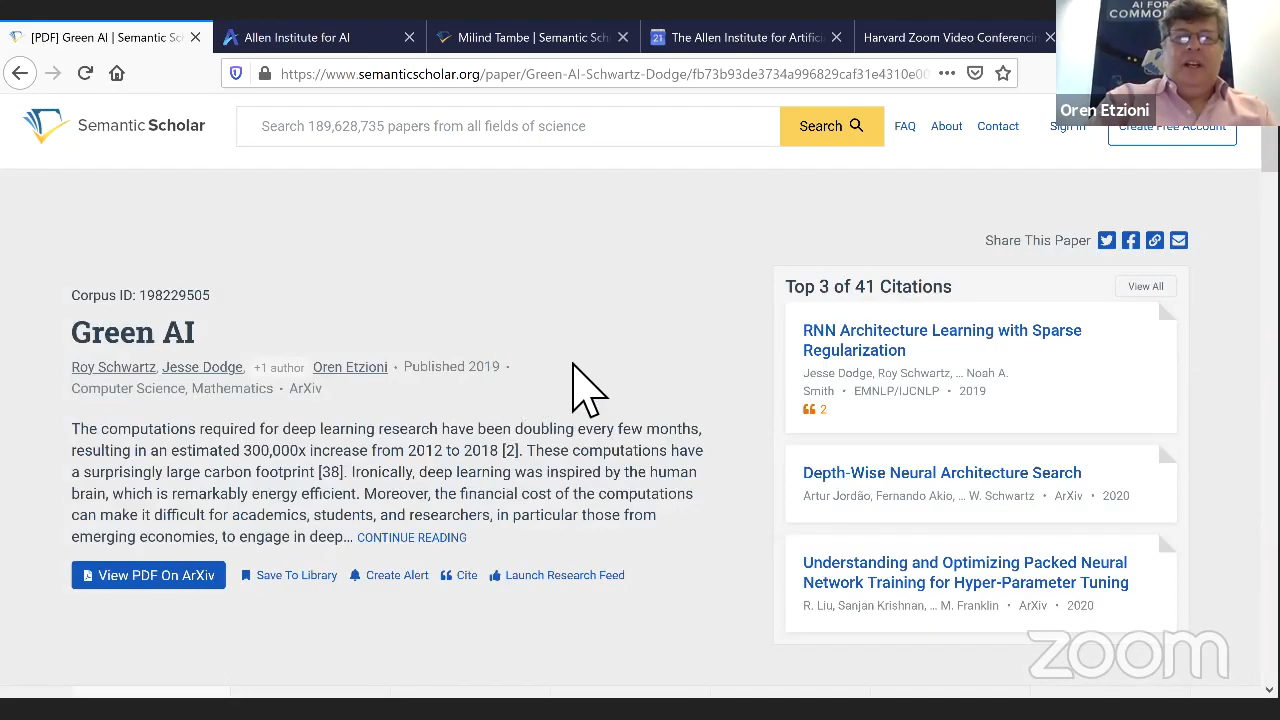 [PDF] Green AI | Semantic Sc
Allen Institute for AI
Milind Tambe | Semantic Sch
21
The Allen Institute for Artific
Harvard Zoom Video Conferencin
AI FOR
COMMO
https://www.semanticscholar.org/paper/Green-AI-Schwartz-Dodge/fb73b93de3734a996829caf31e4310e00
Oren Etzioni
Semantic Scholar
Search 189,628,735 papers from all fields of science
Search
FAQ
About
Contact
Sign In
Create Free Account
Share This Paper
Corpus ID: 198229505
Green AI
Roy Schwartz, Jesse Dodge, +1 author Oren Etzioni • Published 2019 •
Computer Science, Mathematics • ArXiv
The computations required for deep learning research have been doubling every few months,
resulting in an estimated 300,000x increase from 2012 to 2018 [2]. These computations have
a surprisingly large carbon footprint [38]. Ironically, deep learning was inspired by the human
brain, which is remarkably energy efficient. Moreover, the financial cost of the computations
can make it difficult for academics, students, and researchers, in particular those from
emerging economies, to engage in deep… CONTINUE READING
View PDF On ArXiv
Save To Library
Create Alert
Cite
Launch Research Feed
Top 3 of 41 Citations
View All
RNN Architecture Learning with Sparse
Regularization
Jesse Dodge, Roy Schwartz, ... Noah A.
Smith • EMNLP/IJCNLP • 2019
2
Depth-Wise Neural Architecture Search
Artur Jordão, Fernando Akio, ... W. Schwartz • ArXiv • 2020
Understanding and Optimizing Packed Neural
Network Training for Hyper-Parameter Tuning
R. Liu, Sanjan Krishnan, ... M. Franklin • ArXiv • 2020
zoom